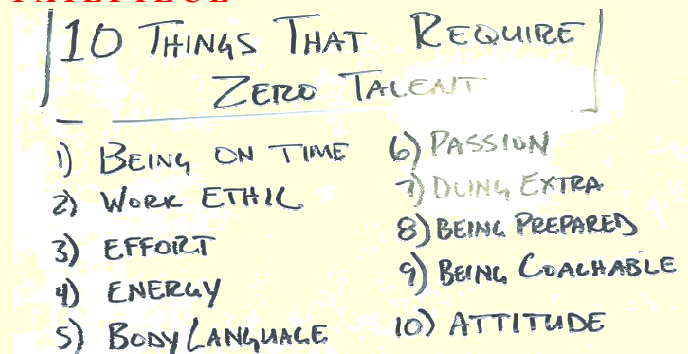 10 THINGS THAT REQUIRE
ZERO TALENT
1) BEING ON TIME
2) WORK ETHIC
3) EFFORT
4) ENERGY
5) BODY LANGUAGE
6) PASSION
7) DOING EXTRA
8) BEING PREPARED
9) BEING COACHABLE
10) ATTITUDE